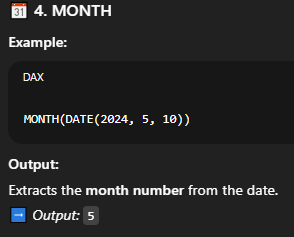 📅 4. MONTH
Example:
DAX
MONTH(DATE(2024, 5, 10))
Output:
Extracts the month number from the date.
➡️ Output: 5